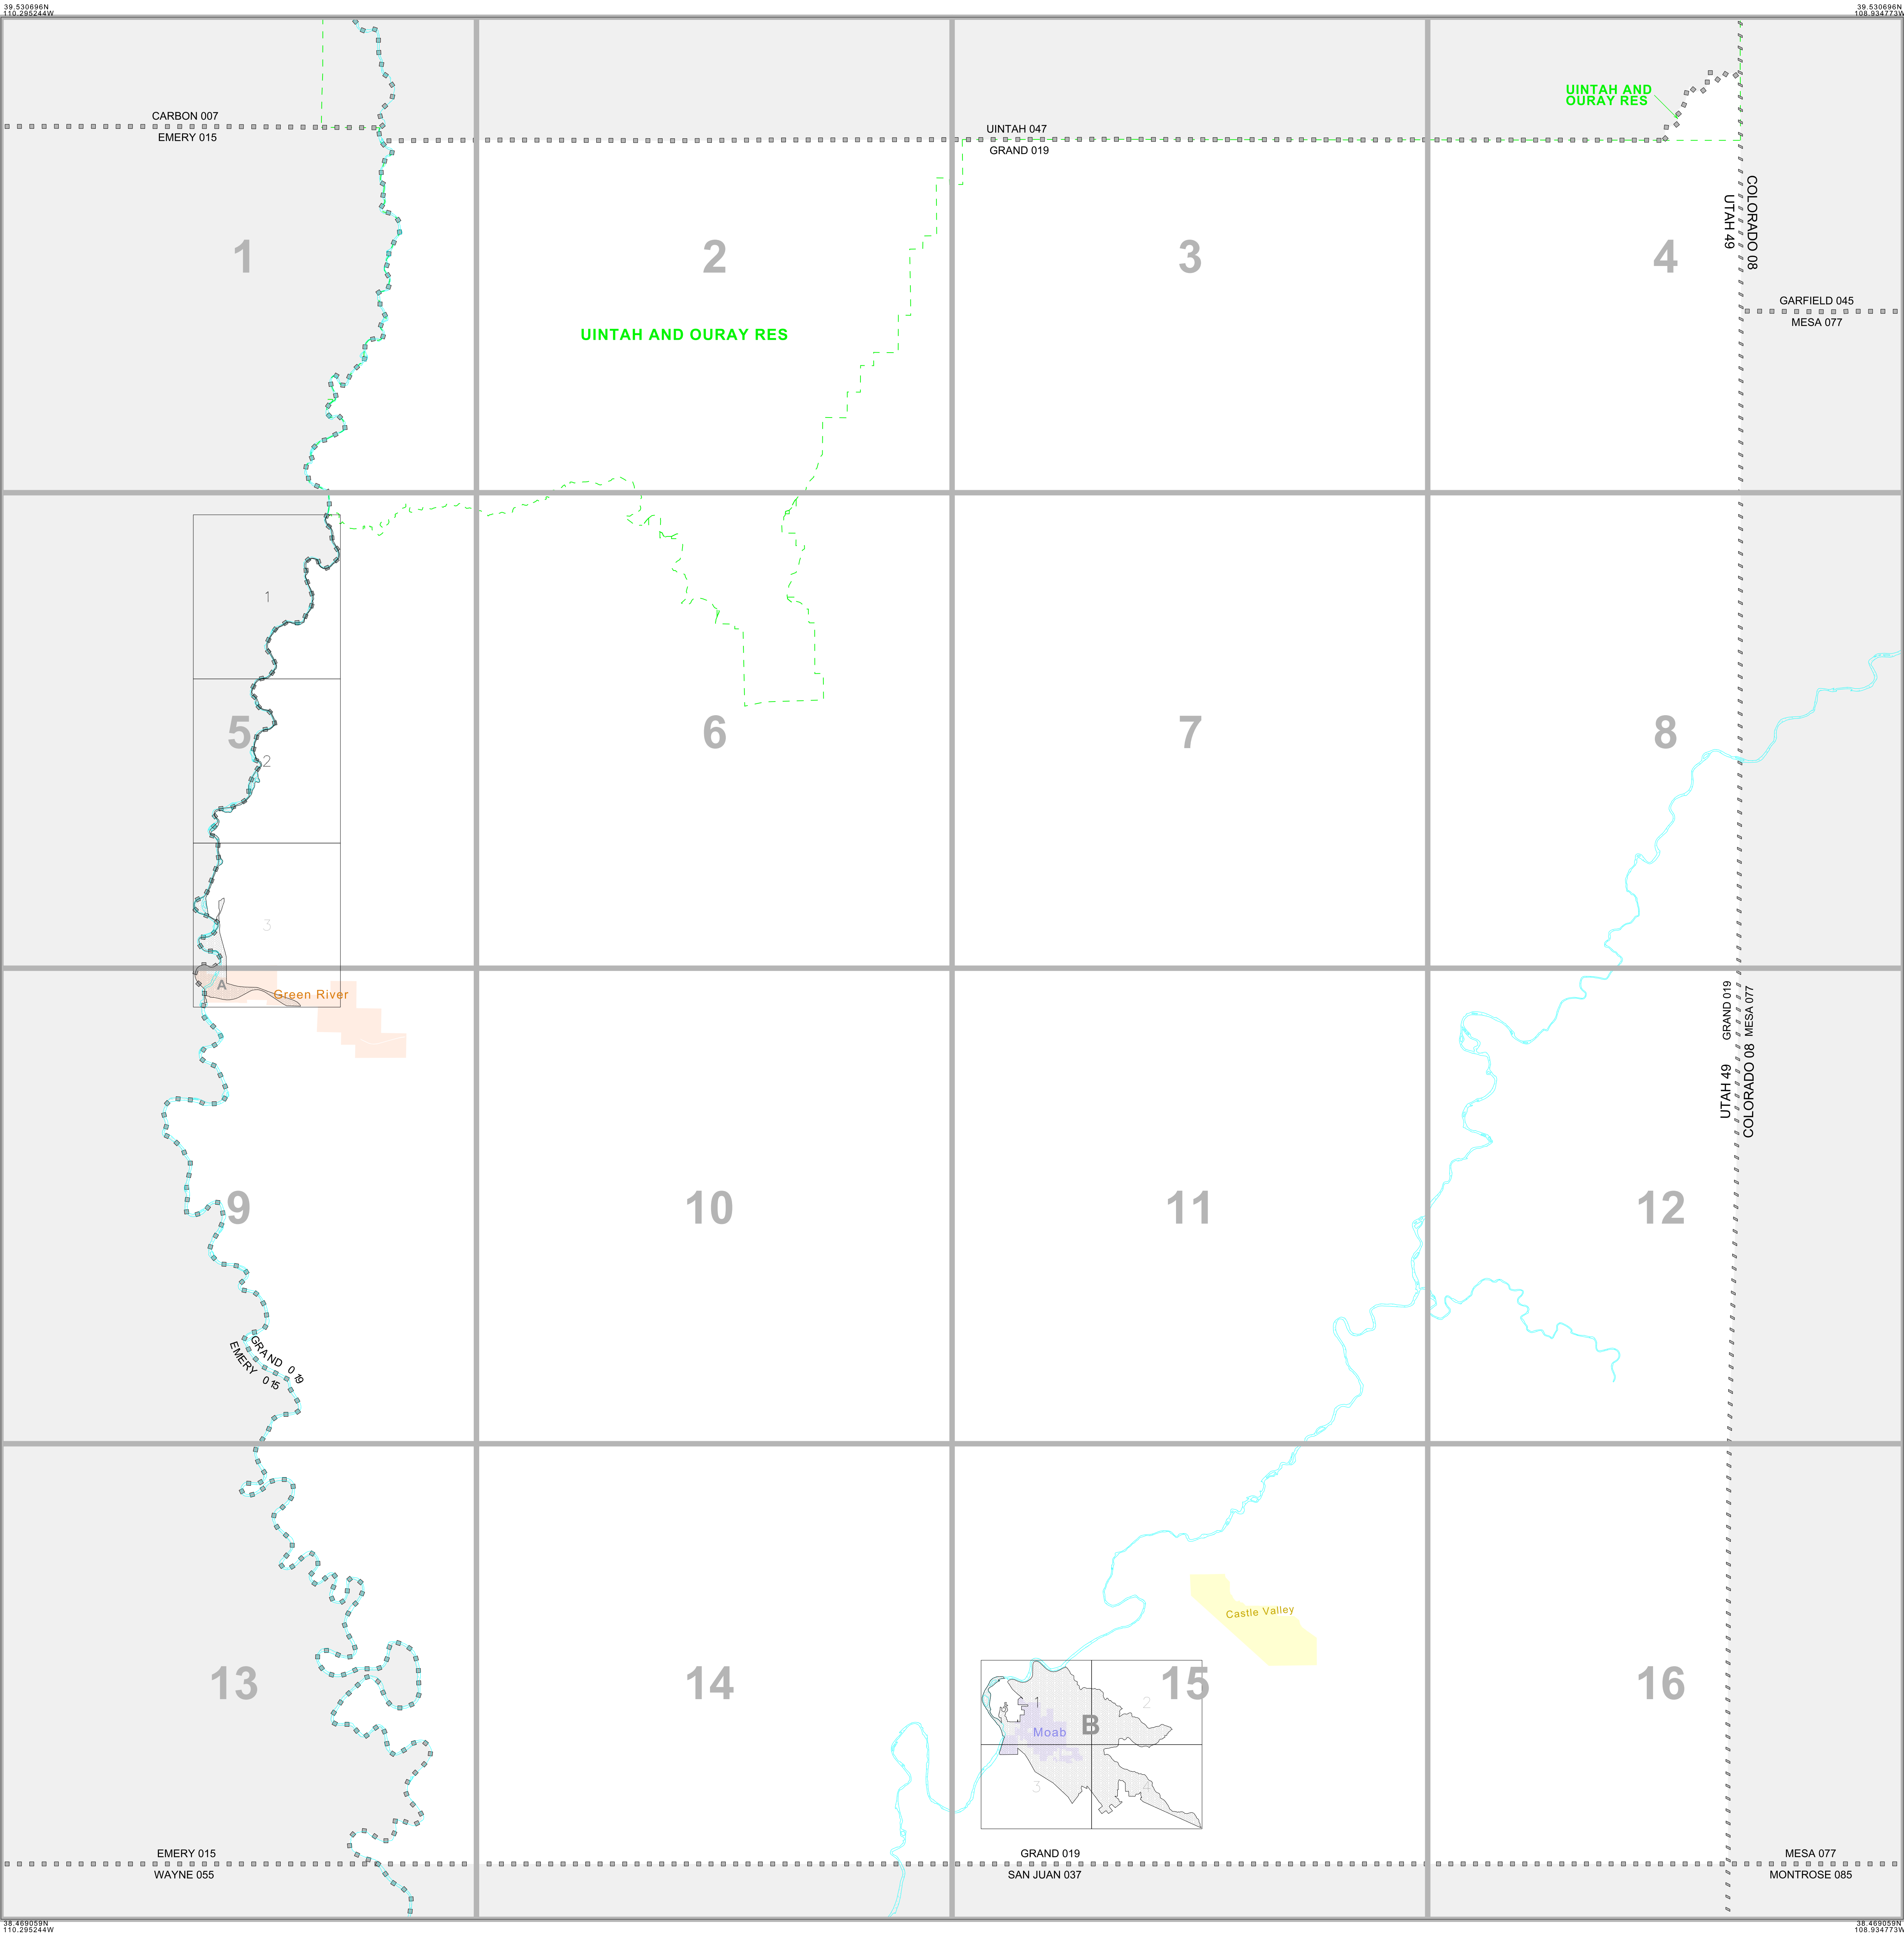 39.530696N
110.295244W
39.530696N
108.934773W
CARBON 007
EMERY 015
UINTAH 047
GRAND 019
UINTAH AND
OURAY RES
UTAH 49
COLORADO 08
1
2
3
4
GARFIELD 045
MESA 077
UINTAH AND OURAY RES
1
5
2
3
6
7
8
A
Green River
GRAND 019
MESA 077
UTAH 49
COLORADO 08
9
10
11
12
GRAND 019
EMERY 015
Castle Valley
13
14
15
16
1
2
B
Moab
3
4
EMERY 015
WAYNE 055
GRAND 019
SAN JUAN 037
MESA 077
MONTROSE 085
38.469059N
110.295244W
38.469059N
108.934773W